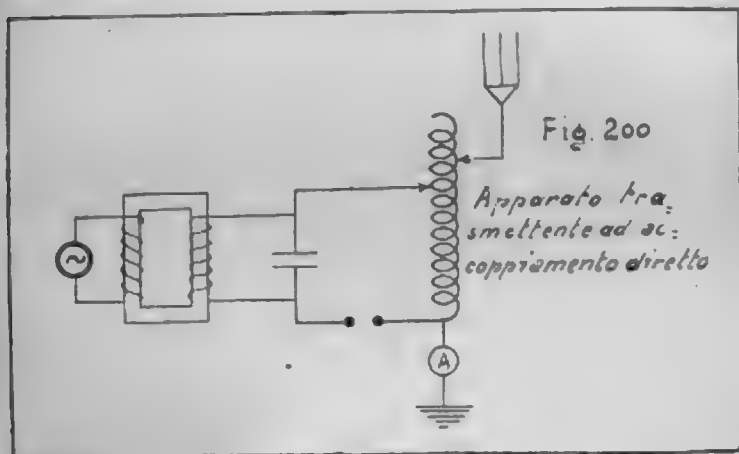 Fig. 200
Apparato tra=
smettente ad ac=
coppiamento diretto
A